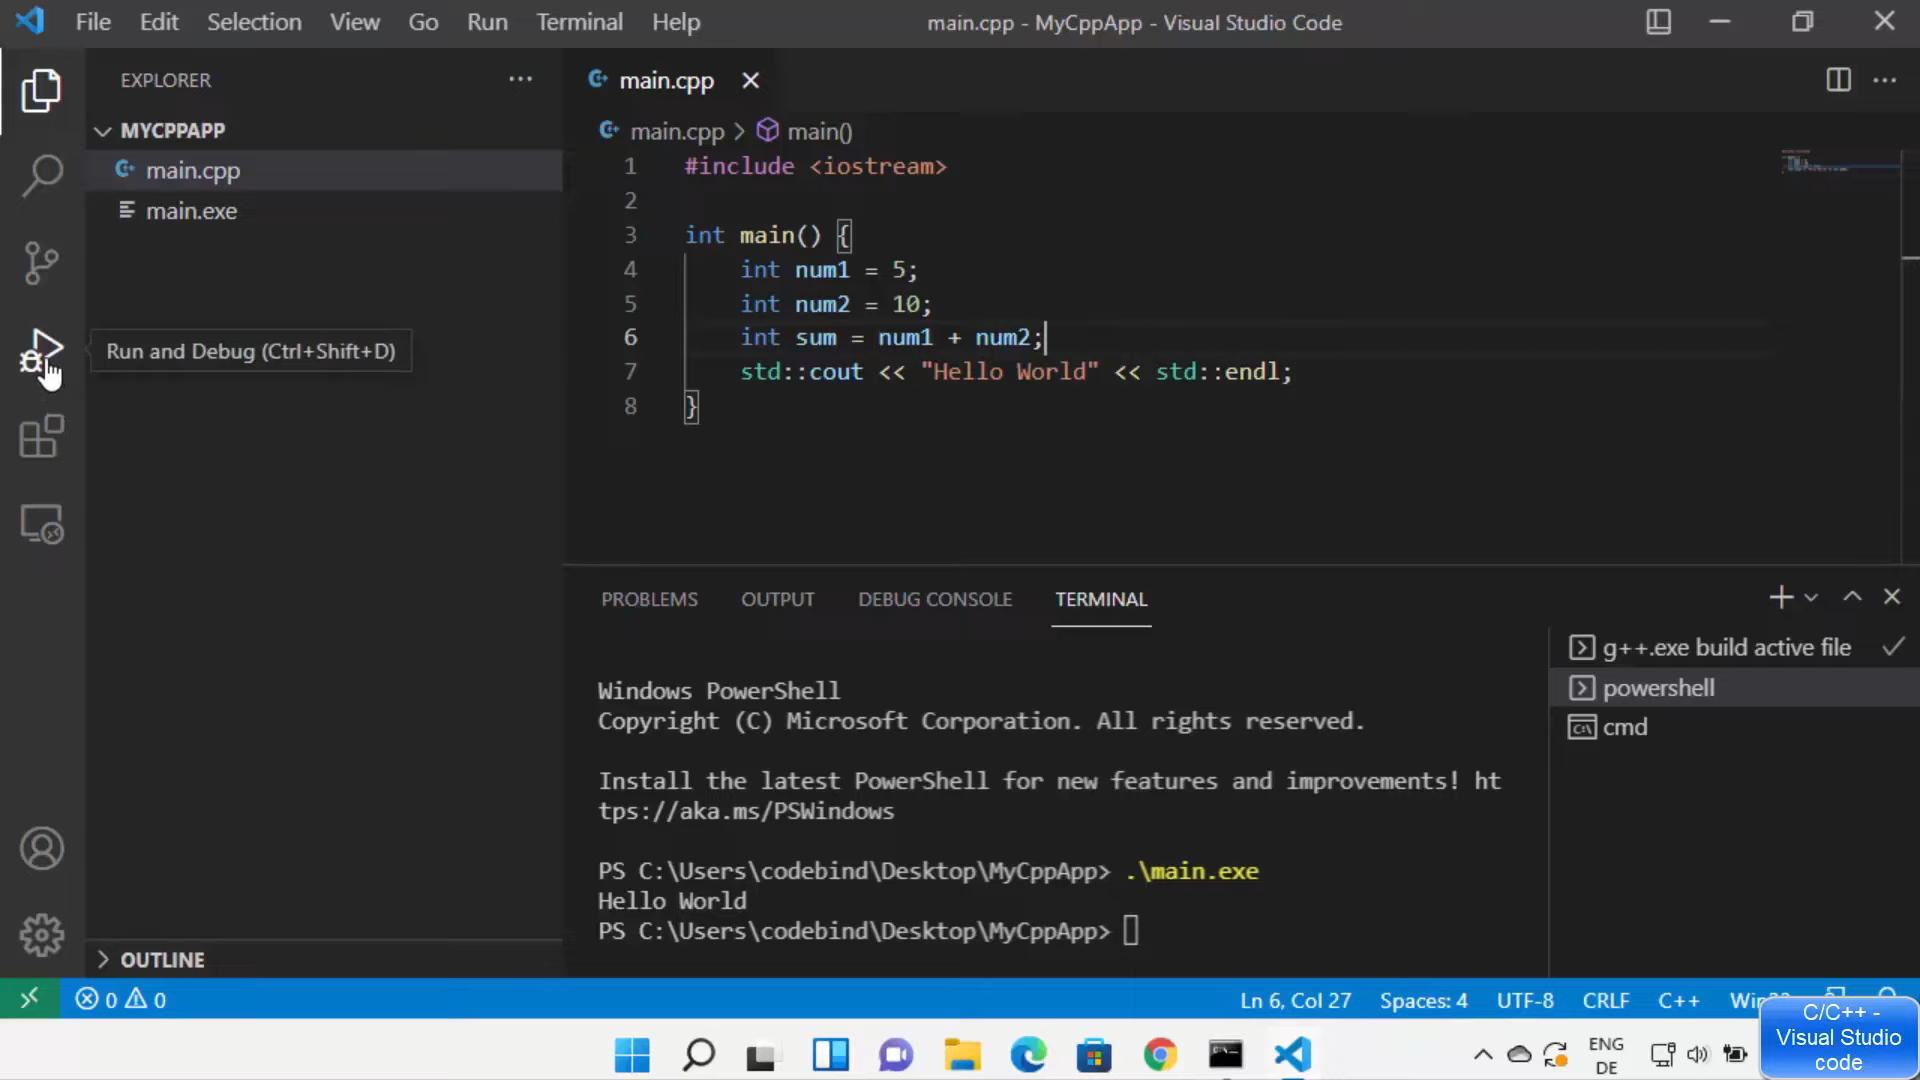 File Edit Selection View Go Run Terminal Help
main.cpp - MyCppApp - Visual Studio Code
EXPLORER
MYCPPAPP
main.cpp
main.exe
Run and Debug (Ctrl+Shift+D)
OUTLINE
main.cpp
main.cpp > main()
1 #include <iostream>
2
3 int main() {
4 int num1 = 5;
5 int num2 = 10;
6 int sum = num1 + num2;
7 std::cout << "Hello World" << std::endl;
8 }
PROBLEMS OUTPUT DEBUG CONSOLE TERMINAL
Windows PowerShell
Copyright (C) Microsoft Corporation. All rights reserved.
Install the latest PowerShell for new features and improvements! ht
tps://aka.ms/PSWindows
PS C:\Users\codebind\Desktop\MyCppApp> .\main.exe
Hello World
PS C:\Users\codebind\Desktop\MyCppApp>
g++.exe build active file
powershell
cmd
0 0
Ln 6, Col 27 Spaces: 4 UTF-8 CRLF C++
ENG
DE
C/C++ -
Visual Studio
code